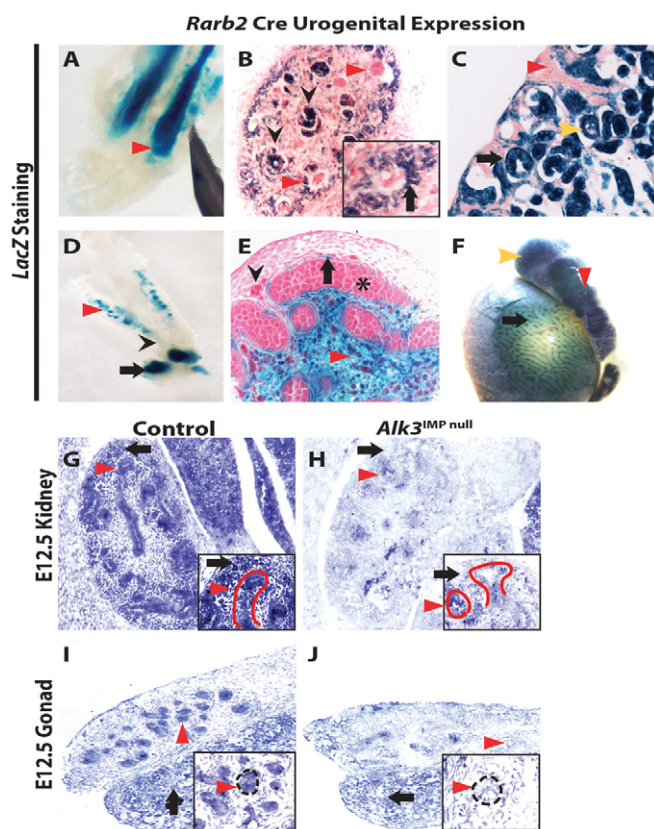 Rarb2 Cre Urogenital Expression
LacZ Staining
A
B
C
D
E
*
F
Control
Alk3IMP null
E12.5 Kidney
G
H
E12.5 Gonad
I
J